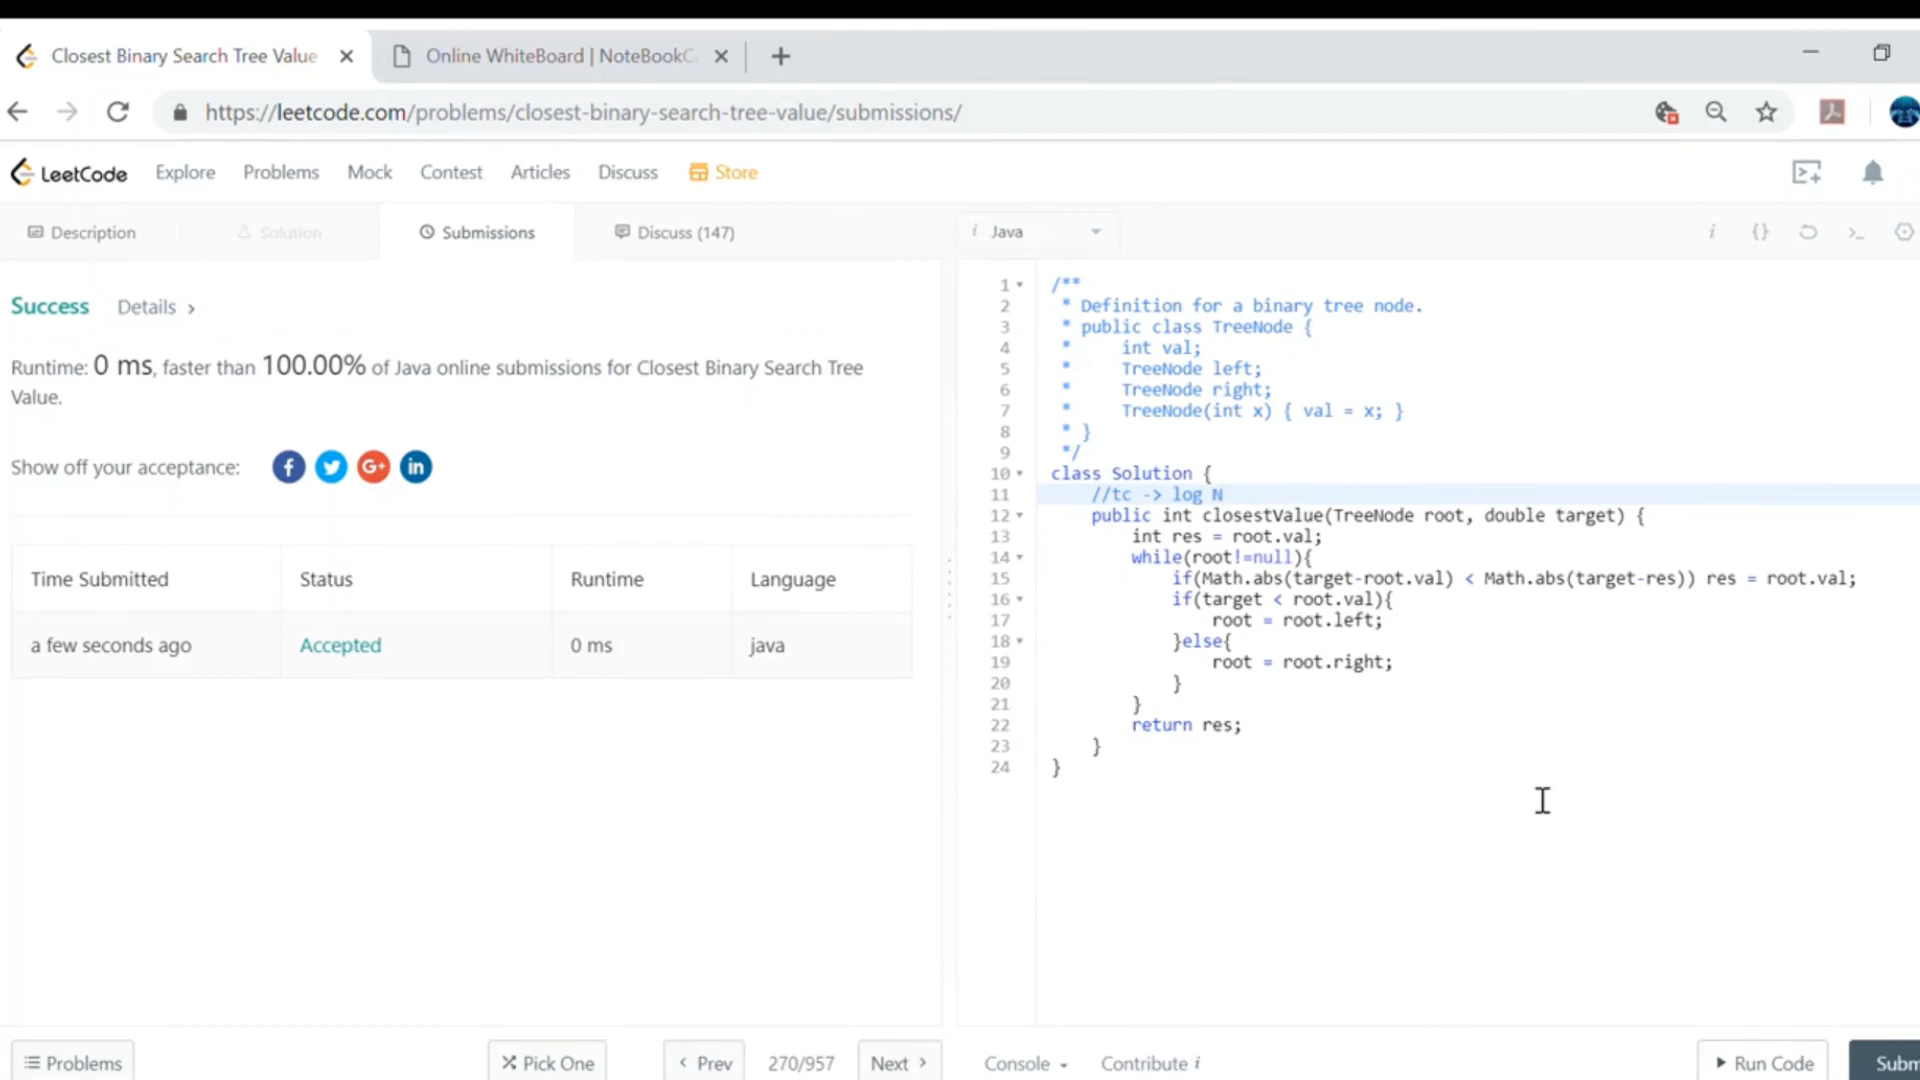 Closest Binary Search Tree Value
Online WhiteBoard | NoteBookC
https://leetcode.com/problems/closest-binary-search-tree-value/submissions/
LeetCode Explore Problems Mock Contest Articles Discuss Store
Description Solution Submissions Discuss (147)
Success Details >
Runtime: 0 ms, faster than 100.00% of Java online submissions for Closest Binary Search Tree
Value.
Show off your acceptance: f G+ in
Time Submitted Status Runtime Language
a few seconds ago Accepted 0 ms java
Problems Pick One < Prev 270/957 Next >
i Java i {} >_
1 /**
2  * Definition for a binary tree node.
3  * public class TreeNode {
4  *     int val;
5  *     TreeNode left;
6  *     TreeNode right;
7  *     TreeNode(int x) { val = x; }
8  * }
9  */
10 class Solution {
11     //tc -> log N
12     public int closestValue(TreeNode root, double target) {
13         int res = root.val;
14         while(root!=null){
15             if(Math.abs(target-root.val) < Math.abs(target-res)) res = root.val;
16             if(target < root.val){
17                 root = root.left;
18             }else{
19                 root = root.right;
20             }
21         }
22         return res;
23     }
24 }
Console Contribute i Run Code Subm